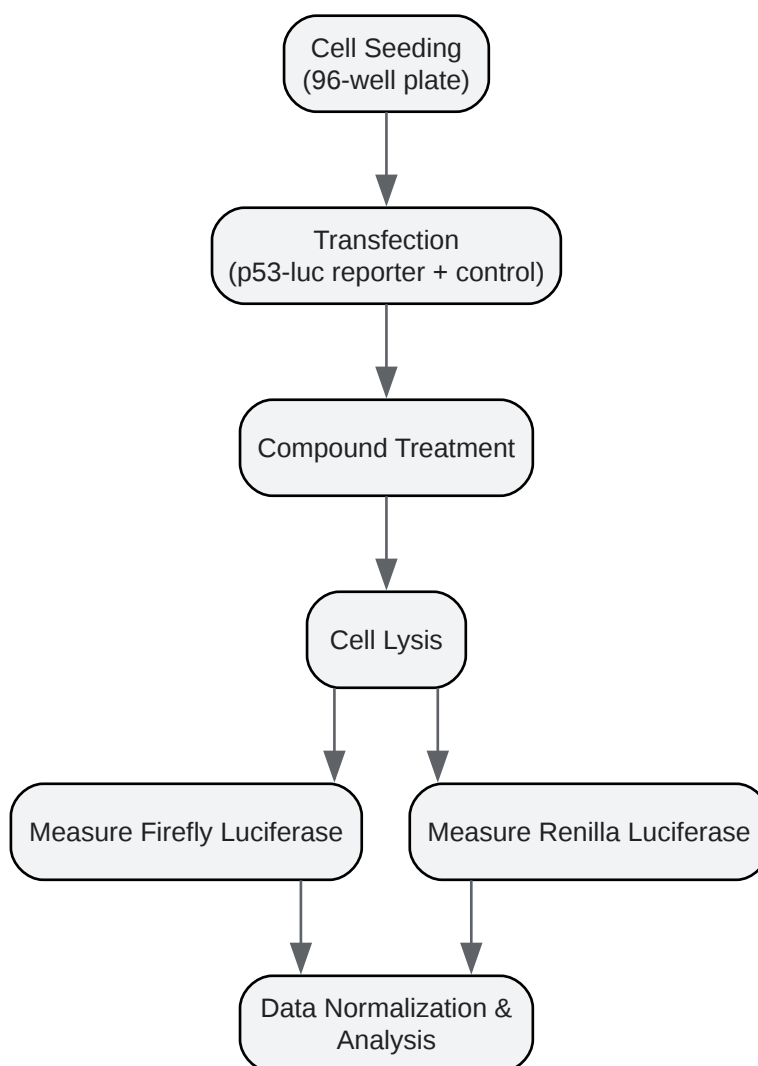 Cell Seeding
(96-well plate)
Transfection
(p53-luc reporter + control)
Compound Treatment
Cell Lysis
Measure Firefly Luciferase
Measure Renilla Luciferase
Data Normalization &
Analysis